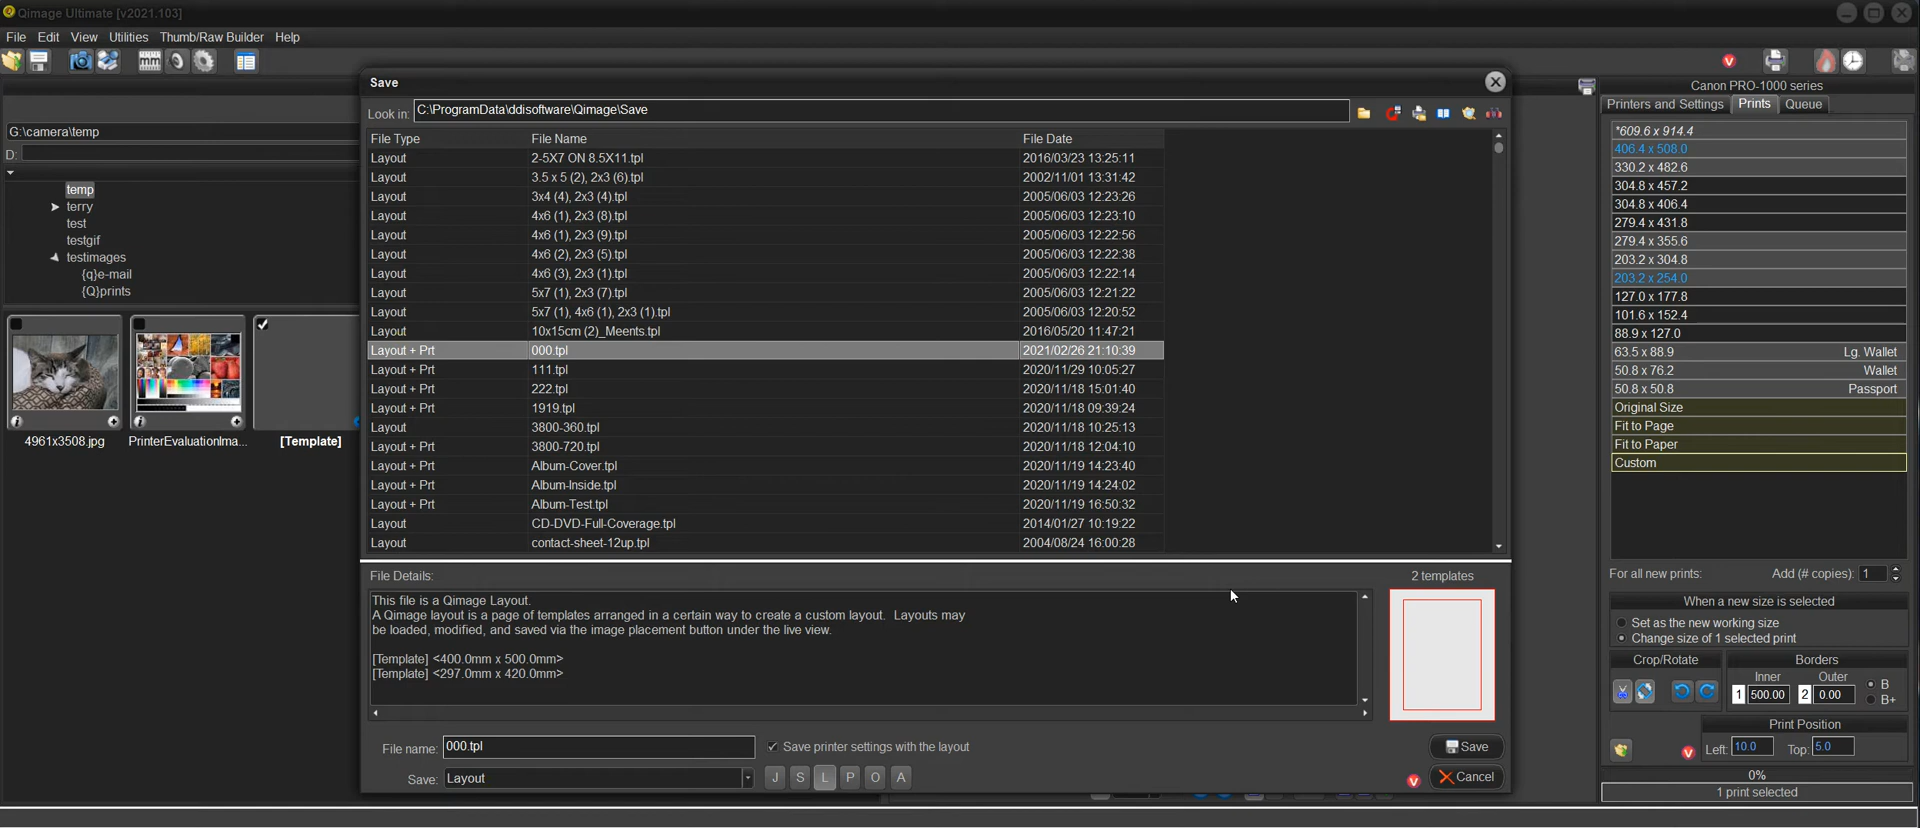 Qimage Ultimate [v2021.103]
File Edit View Utilities Thumb/Raw Builder Help
mm
V
Save
Look in: C:\ProgramData\ddisoftware\Qimage\Save
File Type File Name File Date
Layout 2-5X7 ON 8.5X11.tpl 2016/03/23 13:25:11
Layout 3.5 x 5 (2), 2x3 (6).tpl 2002/11/01 13:31:42
Layout 3x4 (4), 2x3 (4).tpl 2005/06/03 12:23:26
Layout 4x6 (1), 2x3 (8).tpl 2005/06/03 12:23:10
Layout 4x6 (1), 2x3 (9).tpl 2005/06/03 12:22:56
Layout 4x6 (2), 2x3 (5).tpl 2005/06/03 12:22:38
Layout 4x6 (3), 2x3 (1).tpl 2005/06/03 12:22:14
Layout 5x7 (1), 2x3 (7).tpl 2005/06/03 12:21:22
Layout 5x7 (1), 4x6 (1), 2x3 (1).tpl 2005/06/03 12:20:52
Layout 10x15cm (2)_Meents.tpl 2016/05/20 11:47:21
Layout + Prt 000.tpl 2021/02/26 21:10:39
Layout + Prt 111.tpl 2020/11/29 10:05:27
Layout + Prt 222.tpl 2020/11/18 15:01:40
Layout + Prt 1919.tpl 2020/11/18 09:39:24
Layout 3800-360.tpl 2020/11/18 10:25:13
Layout + Prt 3800-720.tpl 2020/11/18 12:04:10
Layout + Prt Album-Cover.tpl 2020/11/19 14:23:40
Layout + Prt Album-Inside.tpl 2020/11/19 14:24:02
Layout + Prt Album-Test.tpl 2020/11/19 16:50:32
Layout CD-DVD-Full-Coverage.tpl 2014/01/27 10:19:22
Layout contact-sheet-12up.tpl 2004/08/24 16:00:28
File Details:
2 templates
This file is a Qimage Layout.
A Qimage layout is a page of templates arranged in a certain way to create a custom layout. Layouts may
be loaded, modified, and saved via the image placement button under the live view.
[Template] <400.0mm x 500.0mm>
[Template] <297.0mm x 420.0mm>
File name: 000.tpl
Save printer settings with the layout
Save
Save: Layout
J S L P O A
V
Cancel
G:\camera\temp
D:
temp
terry
test
testgif
testimages
{q}e-mail
{Q}prints
4961x3508.jpg PrinterEvaluationIma... [Template]
Canon PRO-1000 series
Printers and Settings Prints Queue
*609.6 x 914.4
406.4 x 508.0
330.2 x 482.6
304.8 x 457.2
304.8 x 406.4
279.4 x 431.8
279.4 x 355.6
203.2 x 304.8
203.2 x 254.0
127.0 x 177.8
101.6 x 152.4
88.9 x 127.0
63.5 x 88.9 Lg. Wallet
50.8 x 76.2 Wallet
50.8 x 50.8 Passport
Original Size
Fit to Page
Fit to Paper
Custom
For all new prints: Add (# copies): 1
When a new size is selected
Set as the new working size
Change size of 1 selected print
Crop/Rotate Borders
Inner Outer
1 500.00 2 0.00 B
B+
Print Position
V Left: 10.0 Top: 5.0
0%
1 print selected